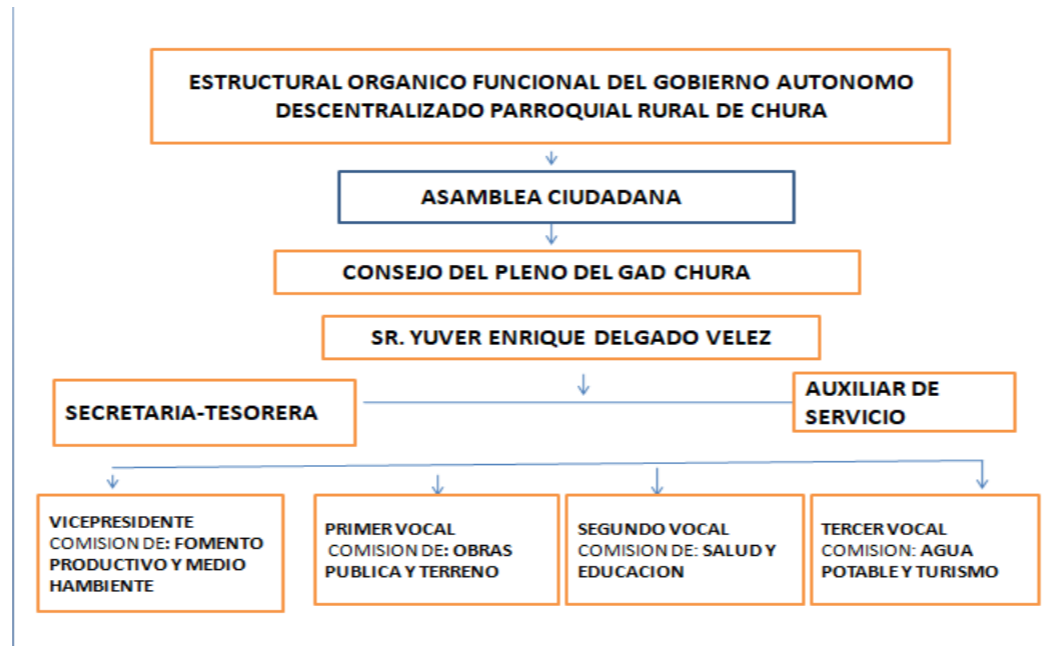 ESTRUCTURAL ORGANICO FUNCIONAL DEL GOBIERNO AUTONOMO
DESCENTRALIZADO PARROQUIAL RURAL DE CHURA
ASAMBLEA CIUDADANA
CONSEJO DEL PLENO DEL GAD CHURA
SR. YUVER ENRIQUE DELGADO VELEZ
SECRETARIA-TESORERA
AUXILIAR DE
SERVICIO
VICEPRESIDENTE
COMISION DE: FOMENTO
PRODUCTIVO Y MEDIO
HAMBIENTE
PRIMER VOCAL
COMISION DE: OBRAS
PUBLICA Y TERRENO
SEGUNDO VOCAL
COMISION DE: SALUD Y
EDUCACION
TERCER VOCAL
COMISION: AGUA
POTABLE Y TURISMO